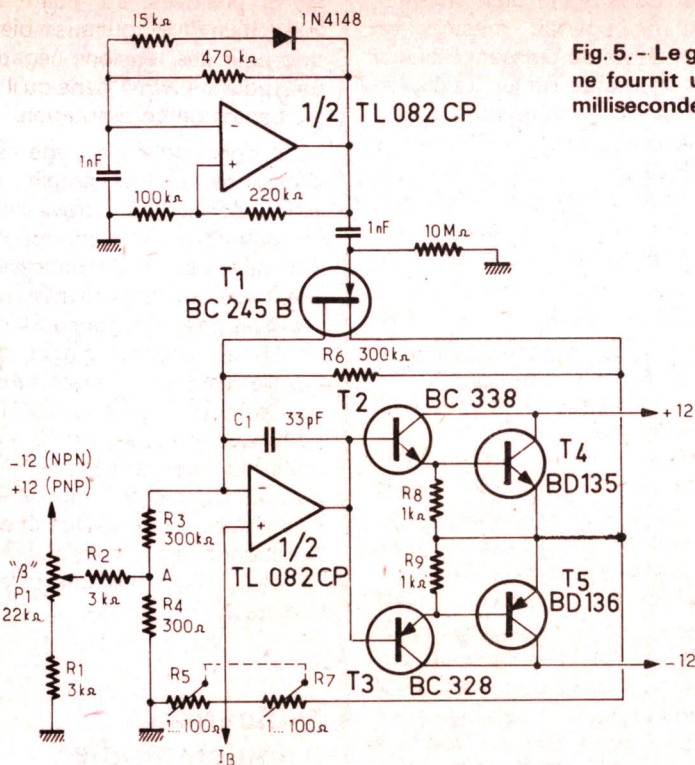 15kΩ
1N4148
470kΩ
Fig. 5. – Le g
ne fournit u
milliseconde
1/2 TL 082 CP
−
+
1nF
100kΩ
220kΩ
1nF
10MΩ
T1
BC 245 B
R6 300kΩ
T2
BC 338
C1 33pF
+12
−12 (NPN)
+12 (PNP)
T4
BD135
R8
1kΩ
R3
300kΩ
−
+
"β"
P1
22kΩ
R2
3kΩ
A
1/2
TL 082CP
R9
1kΩ
T5
BD136
R4
300Ω
R1
3kΩ
R5
1...100Ω
R7
1...100Ω
T3
BC 328
−12
IB